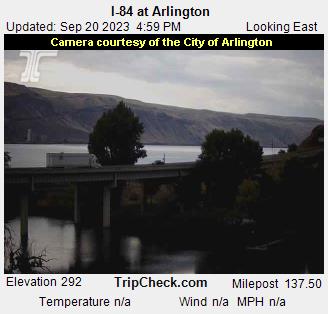 I-84 at Arlington
Updated: Sep 20 2023 4:59 PM Looking East
Camera courtesy of the City of Arlington
Elevation 292 TripCheck.com Milepost 137.50
Temperature n/a Wind n/a MPH n/a